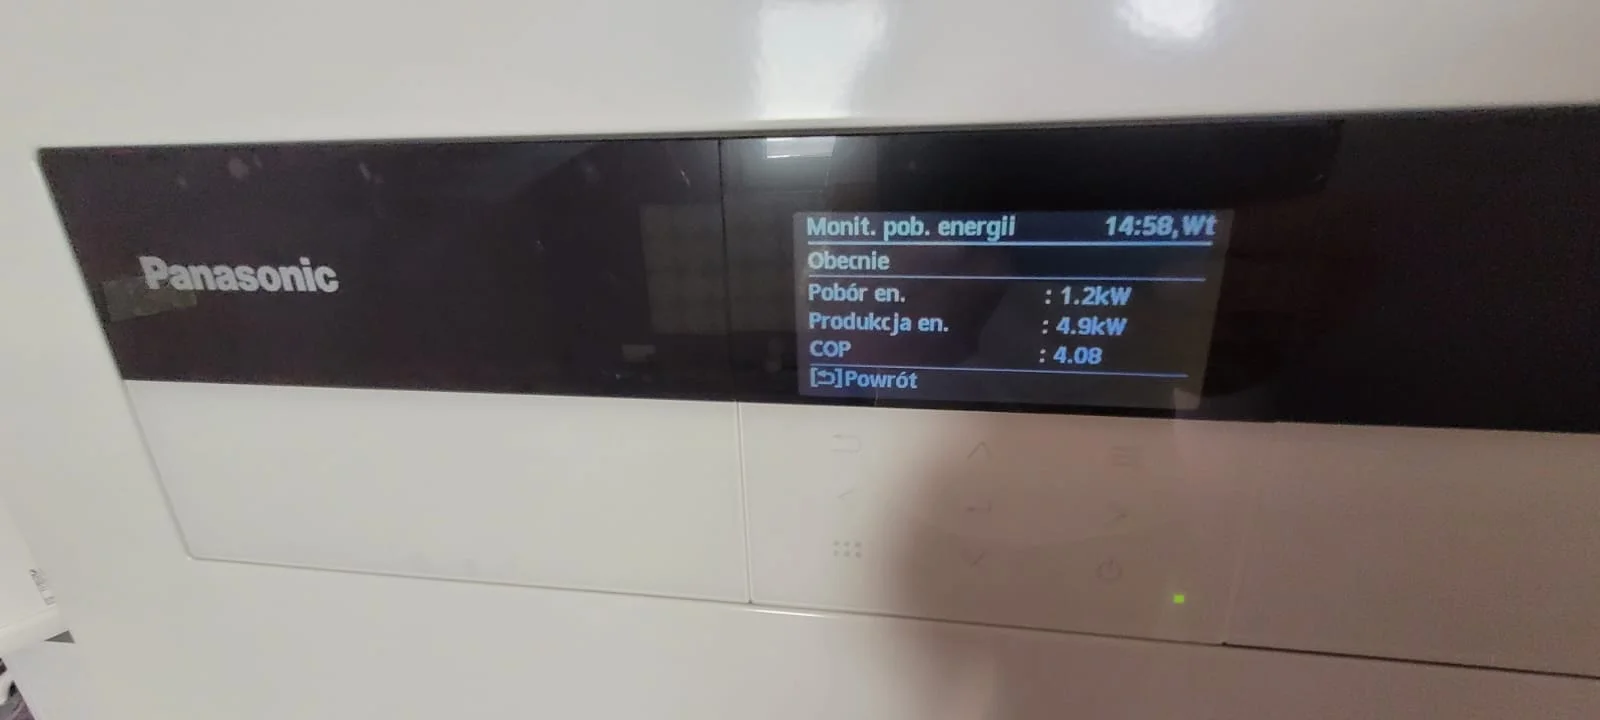 Panasonic
Monit. pob. energii 14:58,Wt
Obecnie
Pobór en. : 1.2kW
Produkcja en. : 4.9kW
COP : 4.08
[⮌]Powrót